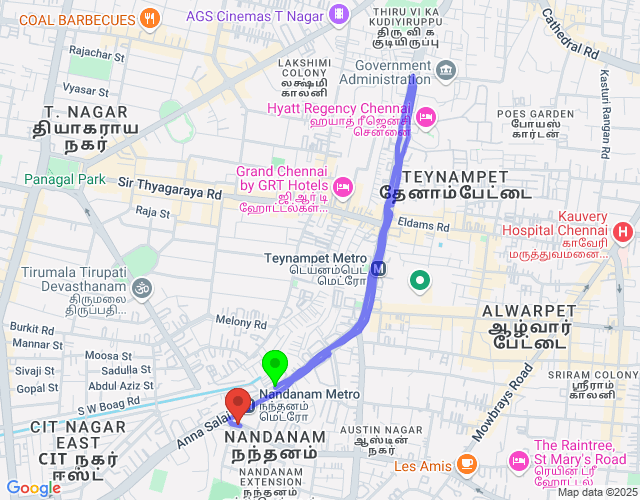 COAL BARBECUES
AGS Cinemas T Nagar
THIRU VI KA
KUDIYIRUPPU
திரு வி க
குடியிருப்பு
Cathedral Rd
Rajachar St
LAKSHIMI
COLONY
லக்ஷ்மி
காலனி
Government
Administration
Kasturi Rangan Rd
Vyasar St
T. NAGAR
தியாகராய
நகர்
Hyatt Regency Chennai
ஹயாத் ரீஜென்சி
சென்னை
POES GARDEN
போயஸ்
கார்டன்
Panagal Park
Sir Thyagaraya Rd
Grand Chennai
by GRT Hotels
ஜி ஆர் டி
ஹோட்டல்கள்...
TEYNAMPET
தேனாம்பேட்டை
Raja St
Eldams Rd
Kauvery
Hospital Chennai
காவேரி
மருத்துவமனை...
Teynampet Metro
டெய்னம்பெட்
மெட்ரோ
M
Tirumala Tirupati
Devasthanam
திருமலை
திருப்பதி...
ALWARPET
ஆழ்வார்
பேட்டை
Burkit Rd
Melony Rd
Mannar St
Moosa St
Sadulla St
Sivaji St
Abdul Aziz St
Gopal St
S W Boag Rd
SRIRAM COLONY
ஸ்ரீராம்
காலனி
Mowbrays Road
Nandanam Metro
நந்தனம்
மெட்ரோ
Anna Salai
CIT NAGAR
EAST
CIT நகர்
ஈஸ்ட்
NANDANAM
நந்தனம்
AUSTIN NAGAR
ஆஸ்டின்
நகர்
NANDANAM
EXTENSION
நந்தனம்
Les Amis
The Raintree,
St Mary's Road
ரெயின் ட்ரீ
ஹோட்டல்
Google
Map data ©2025